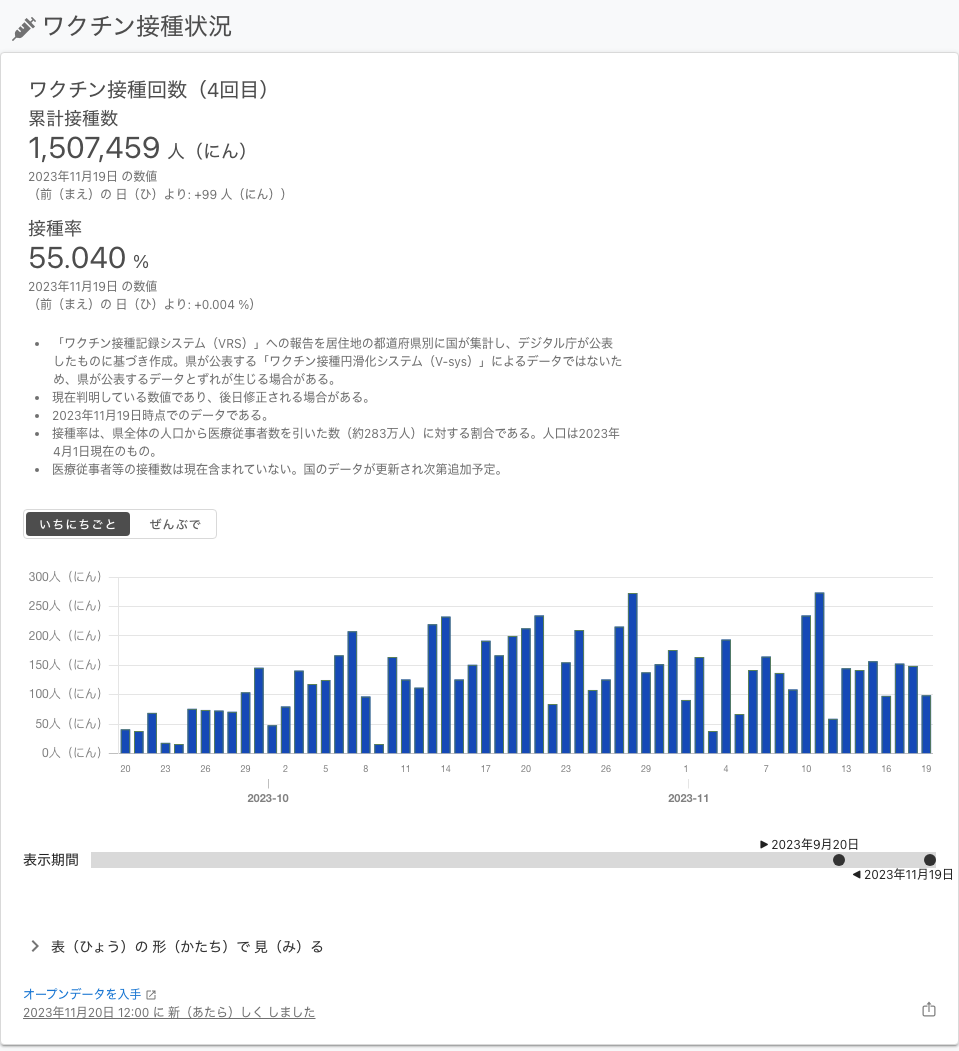 ワクチン接種状況
ワクチン接種回数（4回目）
累計接種数
1,507,459 人（にん）
2023年11月19日 の数値
（前（まえ）の 日（ひ）より: +99 人（にん））
接種率
55.040 %
2023年11月19日 の数値
（前（まえ）の 日（ひ）より: +0.004 %）
• 「ワクチン接種記録システム（VRS）」への報告を居住地の都道府県別に国が集計し、デジタル庁が公表
したものに基づき作成。県が公表する「ワクチン接種円滑化システム（V-sys）」によるデータではないた
め、県が公表するデータとずれが生じる場合がある。
• 現在判明している数値であり、後日修正される場合がある。
• 2023年11月19日時点でのデータである。
• 接種率は、県全体の人口から医療従事者数を引いた数（約283万人）に対する割合である。人口は2023年
4月1日現在のもの。
• 医療従事者等の接種数は現在含まれていない。国のデータが更新され次第追加予定。
いちにちごと ぜんぶで
300人（にん）
250人（にん）
200人（にん）
150人（にん）
100人（にん）
50人（にん）
0人（にん）
20 23 26 29 2 5 8 11 14 17 20 23 26 29 1 4 7 10 13 16 19
2023-10 2023-11
▶ 2023年9月20日
表示期間
◀ 2023年11月19日
表（ひょう）の 形（かたち）で 見（み）る
オープンデータを入手
2023年11月20日 12:00 に 新（あたら）しく しました